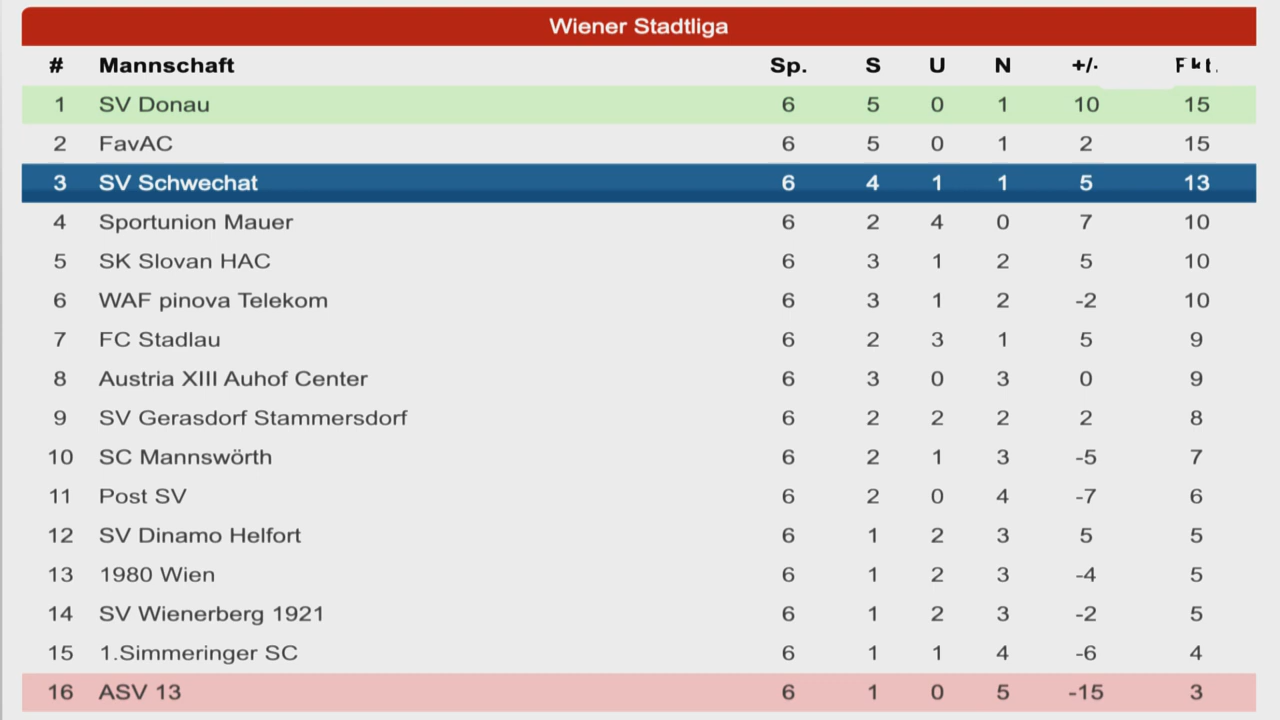 Wiener Stadtliga
# Mannschaft Sp. S U N +/-
1 SV Donau 6 5 0 1 10 15
2 FavAC 6 5 0 1 2 15
3 SV Schwechat 6 4 1 1 5 13
4 Sportunion Mauer 6 2 4 0 7 10
5 SK Slovan HAC 6 3 1 2 5 10
6 WAF pinova Telekom 6 3 1 2 -2 10
7 FC Stadlau 6 2 3 1 5 9
8 Austria XIII Auhof Center 6 3 0 3 0 9
9 SV Gerasdorf Stammersdorf 6 2 2 2 2 8
10 SC Mannswörth 6 2 1 3 -5 7
11 Post SV 6 2 0 4 -7 6
12 SV Dinamo Helfort 6 1 2 3 5 5
13 1980 Wien 6 1 2 3 -4 5
14 SV Wienerberg 1921 6 1 2 3 -2 5
15 1.Simmeringer SC 6 1 1 4 -6 4
16 ASV 13 6 1 0 5 -15 3